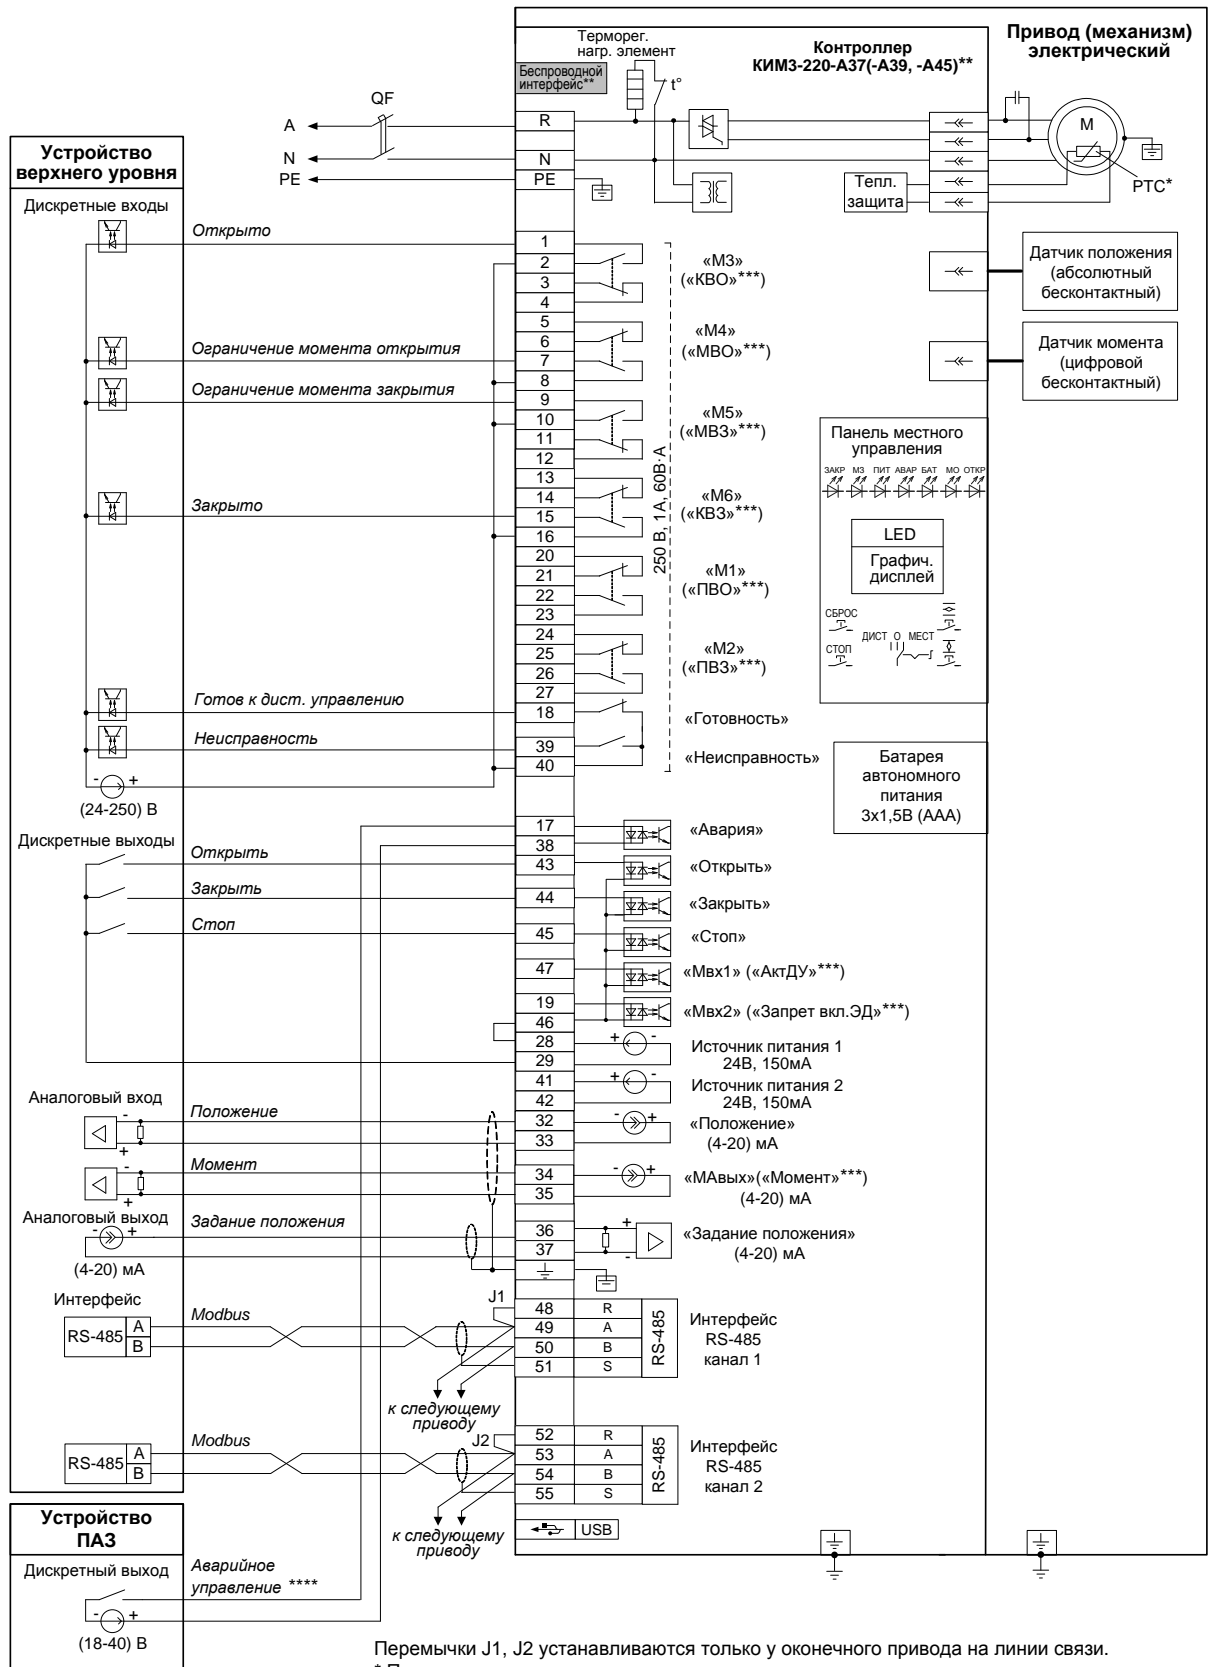 Привод (механизм)
электрический
Терморег.
нагр. элемент
Контроллер
КИМ3-220-А37(-А39, -А45)**
Беспроводной
интерфейс**
t°
QF
A
R
N
N
PE
PE
M
PTC*
Тепл.
защита
Устройство
верхнего уровня
Дискретные входы
Открыто
1
2
3
4
«М3»
(«КВО»***)
Датчик положения
(абсолютный
бесконтактный)
5
6
7
8
Ограничение момента открытия
«М4»
(«МВО»***)
Датчик момента
(цифровой
бесконтактный)
Ограничение момента закрытия
9
10
11
12
«М5»
(«МВЗ»***)
Закрыто
13
14
15
16
«М6»
(«КВЗ»***)
250 В, 1А, 60В·А
20
21
22
23
«М1»
(«ПВО»***)
24
25
26
27
«М2»
(«ПВЗ»***)
Панель местного
управления
ЗАКР МЗ ПИТ АВАР БАТ МО ОТКР
LED
Графич.
дисплей
СБРОС
СТОП
ДИСТ О МЕСТ
Готов к дист. управлению
18
«Готовность»
Неисправность
39
40
«Неисправность»
- +
(24-250) В
Батарея
автономного
питания
3х1,5В (ААА)
Дискретные выходы
17
38
«Авария»
Открыть
43
«Открыть»
Закрыть
44
«Закрыть»
Стоп
45
«Стоп»
47
«Мвх1» («АктДУ»***)
19
46
«Мвх2» («Запрет вкл.ЭД»***)
28
29
+ -
Источник питания 1
24В, 150мА
41
42
+ -
Источник питания 2
24В, 150мА
Аналоговый вход
-
+
Положение
32
33
- +
«Положение»
(4-20) мА
-
+
Момент
34
35
- +
«МАвых»(«Момент»***)
(4-20) мА
Аналоговый выход
- +
(4-20) мА
Задание положения
36
37
+
-
«Задание положения»
(4-20) мА
Интерфейс
RS-485
A
B
Modbus
J1
48 R
49 A
50 B
51 S
RS-485
Интерфейс
RS-485
канал 1
к следующему
приводу
RS-485
A
B
Modbus
J2
52 R
53 A
54 B
55 S
RS-485
Интерфейс
RS-485
канал 2
к следующему
приводу
USB
Устройство
ПАЗ
Дискретный выход
Аварийное
управление ****
- +
(18-40) В
Перемычки J1, J2 устанавливаются только у оконечного привода на линии связи.